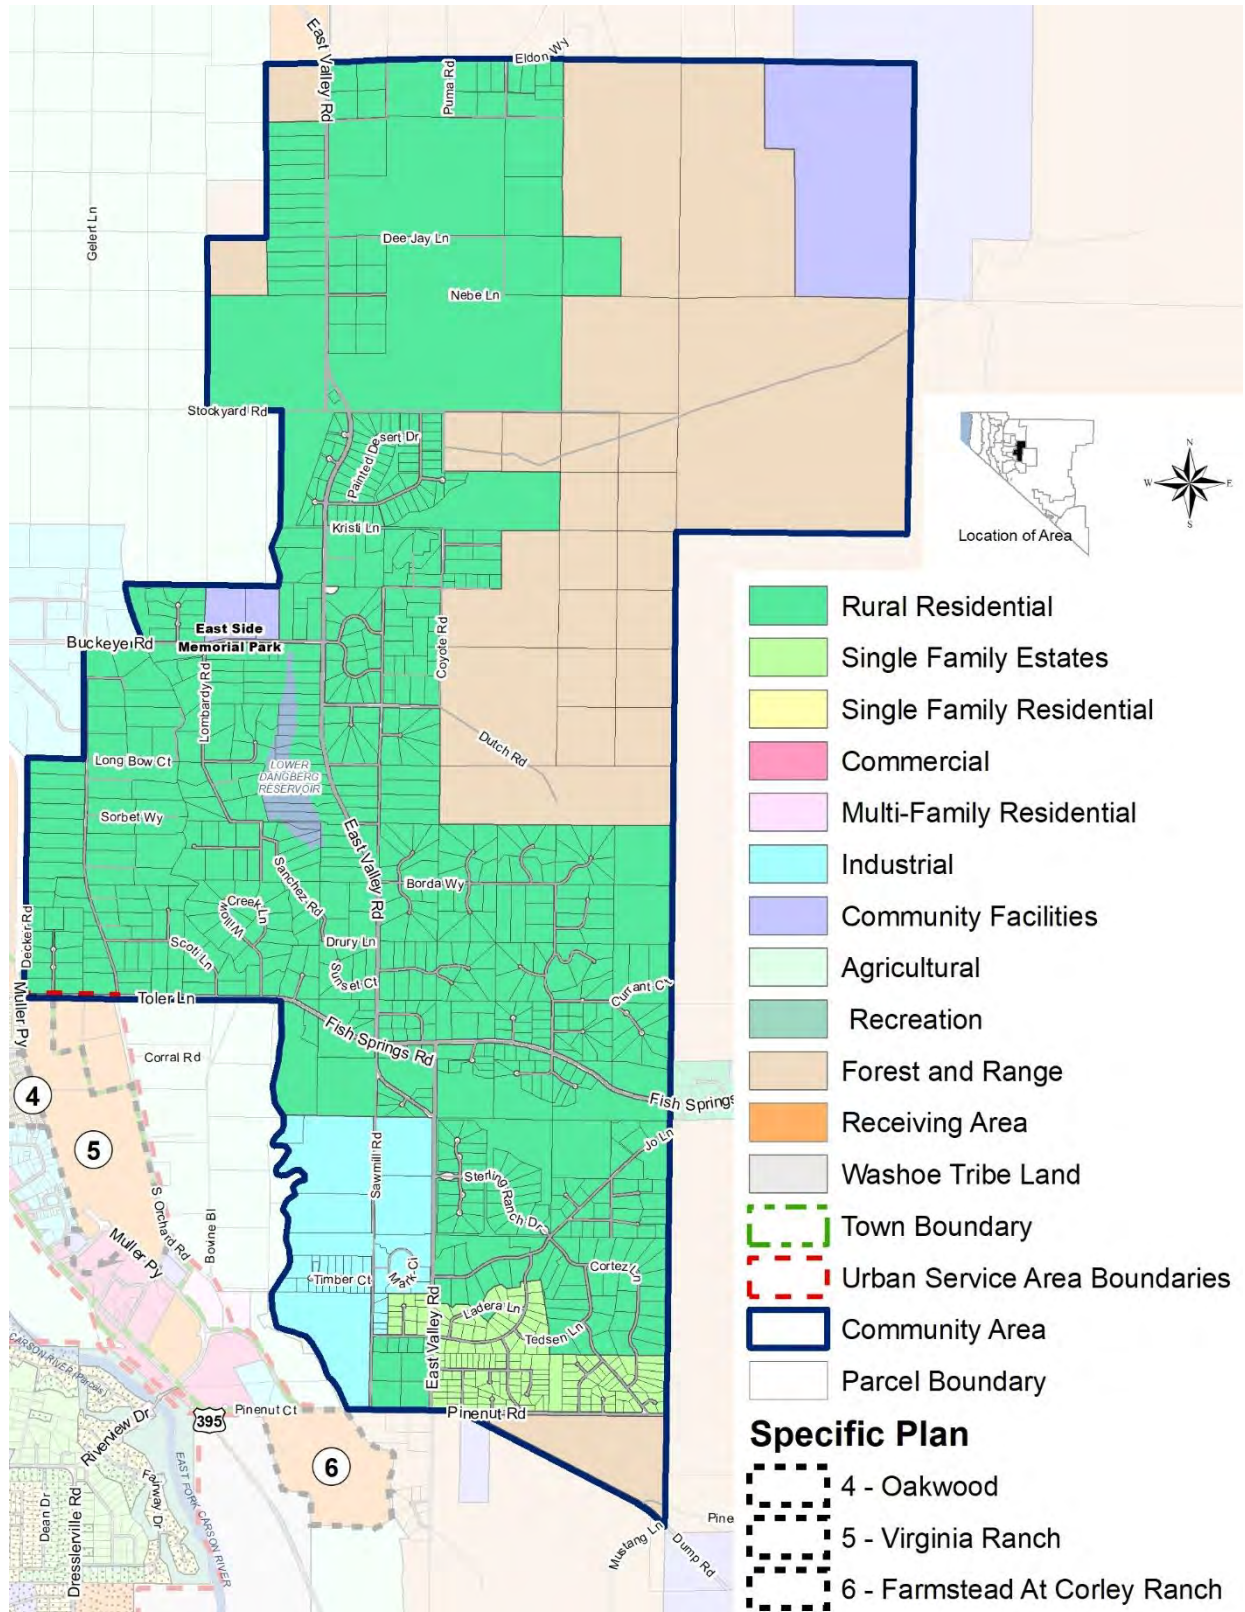 East Valley Rd
Puma Rd
Eldon Wy
Gelert Ln
Dee Jay Ln
Nebe Ln
Stockyard Rd
Painted Desert Dr
Kristi Ln
Location of Area
N
W
E
S
East Side
Memorial Park
Buckeye Rd
Lombardy Rd
Coyote Rd
Dutch Rd
Long Bow Ct
LOWER
DANGBERG
RESERVOIR
Sorbet Wy
East Valley Rd
Sanchez Rd
Borda Wy
Willow Creek Ln
Decker Rd
Scoti Ln
Drury Ln
Sunset Ct
Currant Ct
Toler Ln
Muller Py
Fish Springs Rd
Corral Rd
Fish Springs
4
5
Jo Ln
Sawmill Rd
Sterling Ranch Dr
S Orchard Rd
Bowne Bl
Muller Py
Timber Ct
Mark Ci
Cortez Ln
Ladera Ln
Tedsen Ln
East Valley Rd
CARSON RIVER (Parcels)
Pinenut Ct
Pinenut Rd
395
Riverview Dr
6
EAST FORK CARSON RIVER
Fairway Dr
Dean Dr
Dresslerville Rd
Mustang Ln
Dump Rd
Pine
Rural Residential
Single Family Estates
Single Family Residential
Commercial
Multi-Family Residential
Industrial
Community Facilities
Agricultural
Recreation
Forest and Range
Receiving Area
Washoe Tribe Land
Town Boundary
Urban Service Area Boundaries
Community Area
Parcel Boundary
Specific Plan
4 - Oakwood
5 - Virginia Ranch
6 - Farmstead At Corley Ranch